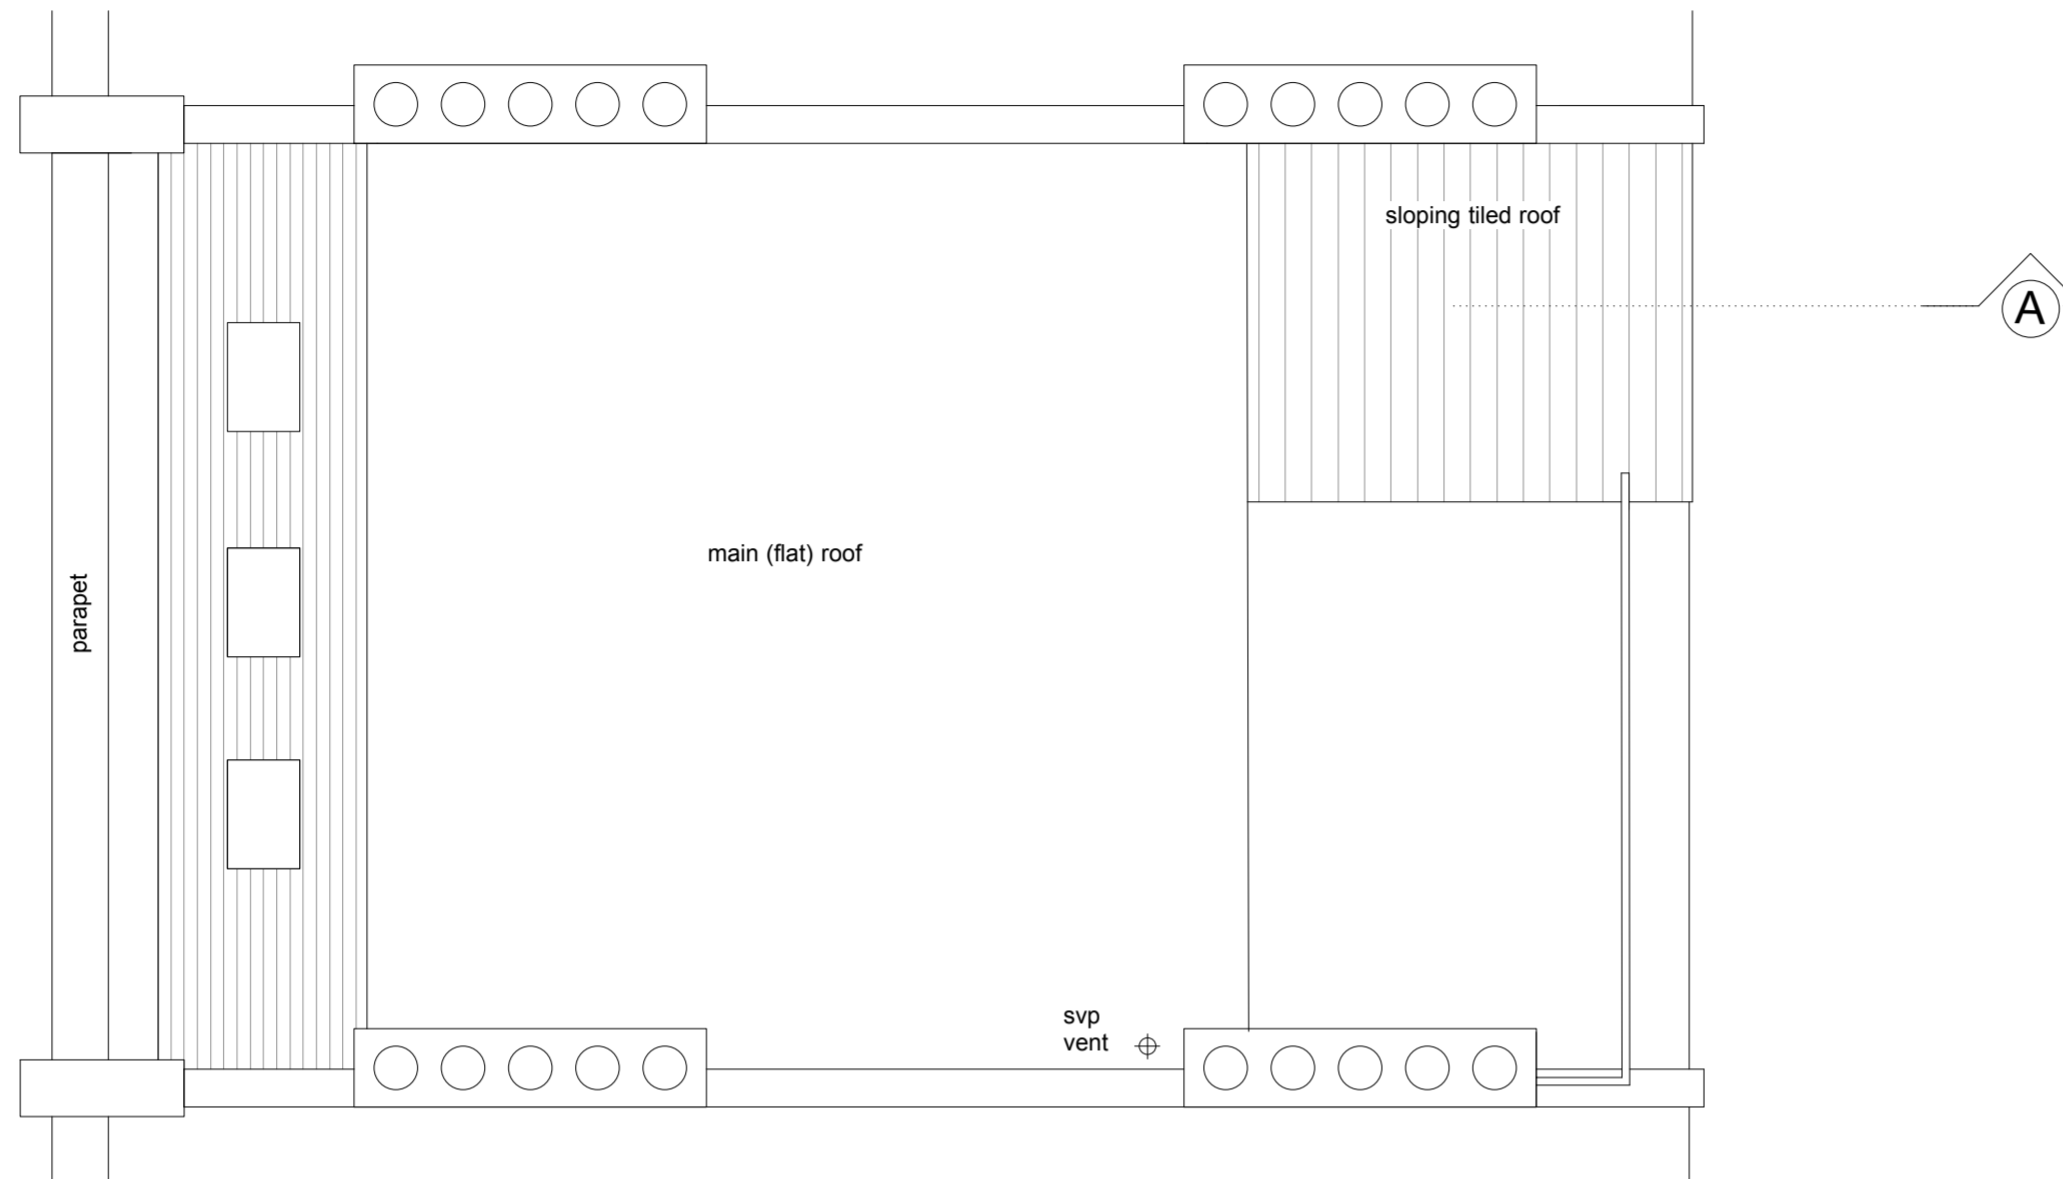 sloping tiled roof
A
main (flat) roof
parapet
svp
vent